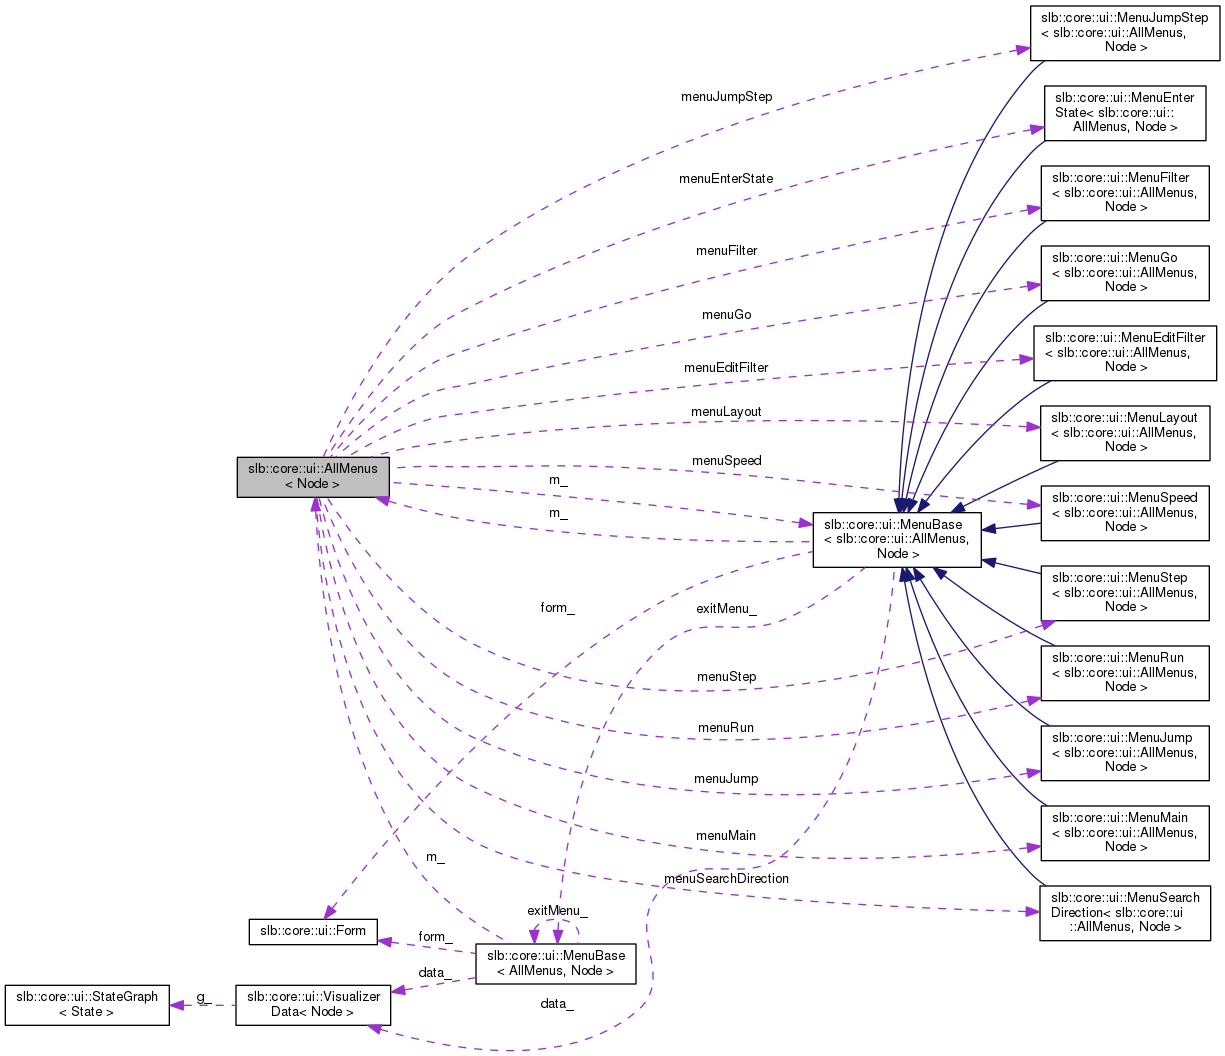 slb::core::ui::MenuJumpStep
< slb::core::ui::AllMenus,
Node >
menuJumpStep
slb::core::ui::MenuEnter
State< slb::core::ui::
AllMenus, Node >
menuEnterState
slb::core::ui::MenuFilter
< slb::core::ui::AllMenus,
Node >
menuFilter
slb::core::ui::MenuGo
< slb::core::ui::AllMenus,
Node >
menuGo
slb::core::ui::MenuEditFilter
< slb::core::ui::AllMenus,
Node >
menuEditFilter
slb::core::ui::MenuLayout
< slb::core::ui::AllMenus,
Node >
menuLayout
slb::core::ui::AllMenus
< Node >
menuSpeed
m_
m_
slb::core::ui::MenuSpeed
< slb::core::ui::AllMenus,
Node >
slb::core::ui::MenuBase
< slb::core::ui::AllMenus,
Node >
slb::core::ui::MenuStep
< slb::core::ui::AllMenus,
Node >
form_
exitMenu_
menuStep
slb::core::ui::MenuRun
< slb::core::ui::AllMenus,
Node >
menuRun
slb::core::ui::MenuJump
< slb::core::ui::AllMenus,
Node >
menuJump
slb::core::ui::MenuMain
< slb::core::ui::AllMenus,
Node >
menuMain
m_
menuSearchDirection
slb::core::ui::MenuSearch
Direction< slb::core::ui
::AllMenus, Node >
exitMenu_
slb::core::ui::Form
form_
slb::core::ui::MenuBase
< AllMenus, Node >
data_
slb::core::ui::StateGraph
< State >
g_
slb::core::ui::Visualizer
Data< Node >
data_